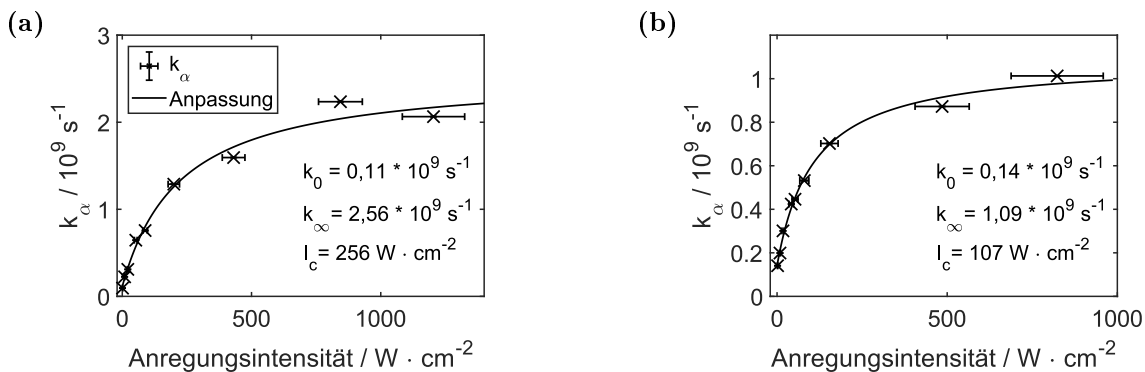 (a)
3
2
1
0
k_α / 10^9 s^-1
k_α
Anpassung
k_0 = 0,11 * 10^9 s^-1
k_∞ = 2,56 * 10^9 s^-1
I_c = 256 W · cm^-2
0 500 1000
Anregungsintensität / W · cm^-2
(b)
1
0.8
0.6
0.4
0.2
0
k_α / 10^9 s^-1
k_0 = 0,14 * 10^9 s^-1
k_∞ = 1,09 * 10^9 s^-1
I_c = 107 W · cm^-2
0 500 1000
Anregungsintensität / W · cm^-2